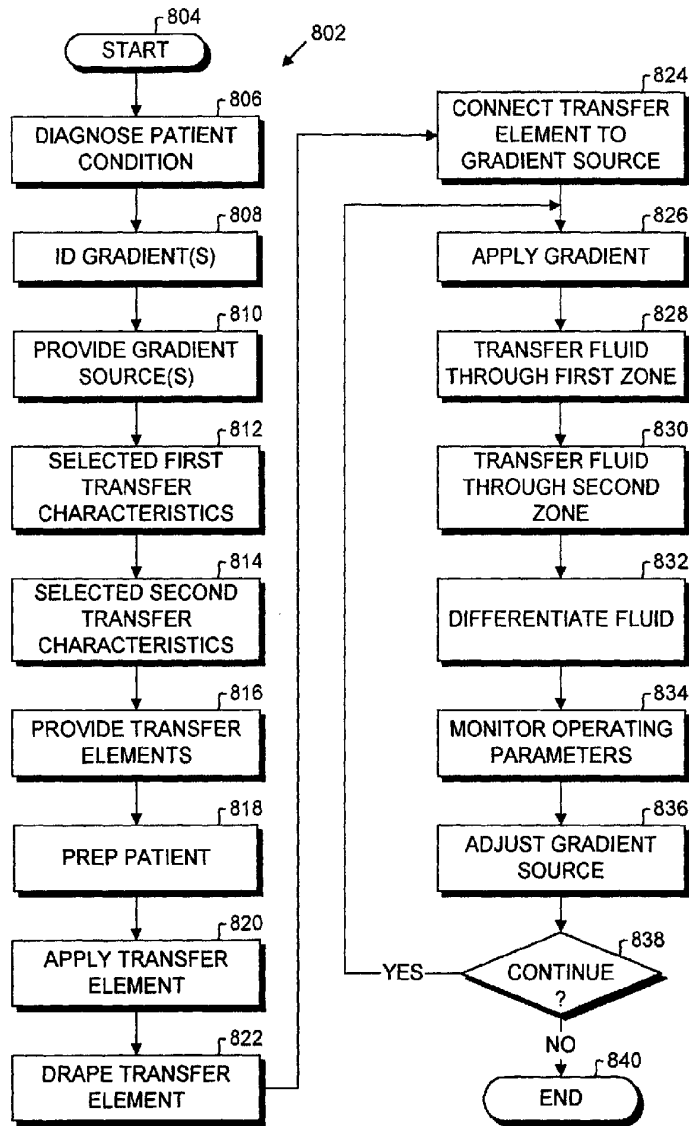 804
START
802
806
DIAGNOSE PATIENT
CONDITION
808
ID GRADIENT(S)
810
PROVIDE GRADIENT
SOURCE(S)
812
SELECTED FIRST
TRANSFER
CHARACTERISTICS
814
SELECTED SECOND
TRANSFER
CHARACTERISTICS
816
PROVIDE TRANSFER
ELEMENTS
818
PREP PATIENT
820
APPLY TRANSFER
ELEMENT
822
DRAPE TRANSFER
ELEMENT
824
CONNECT TRANSFER
ELEMENT TO
GRADIENT SOURCE
826
APPLY GRADIENT
828
TRANSFER FLUID
THROUGH FIRST ZONE
830
TRANSFER FLUID
THROUGH SECOND
ZONE
832
DIFFERENTIATE FLUID
834
MONITOR OPERATING
PARAMETERS
836
ADJUST GRADIENT
SOURCE
838
YES
CONTINUE
?
NO
840
END